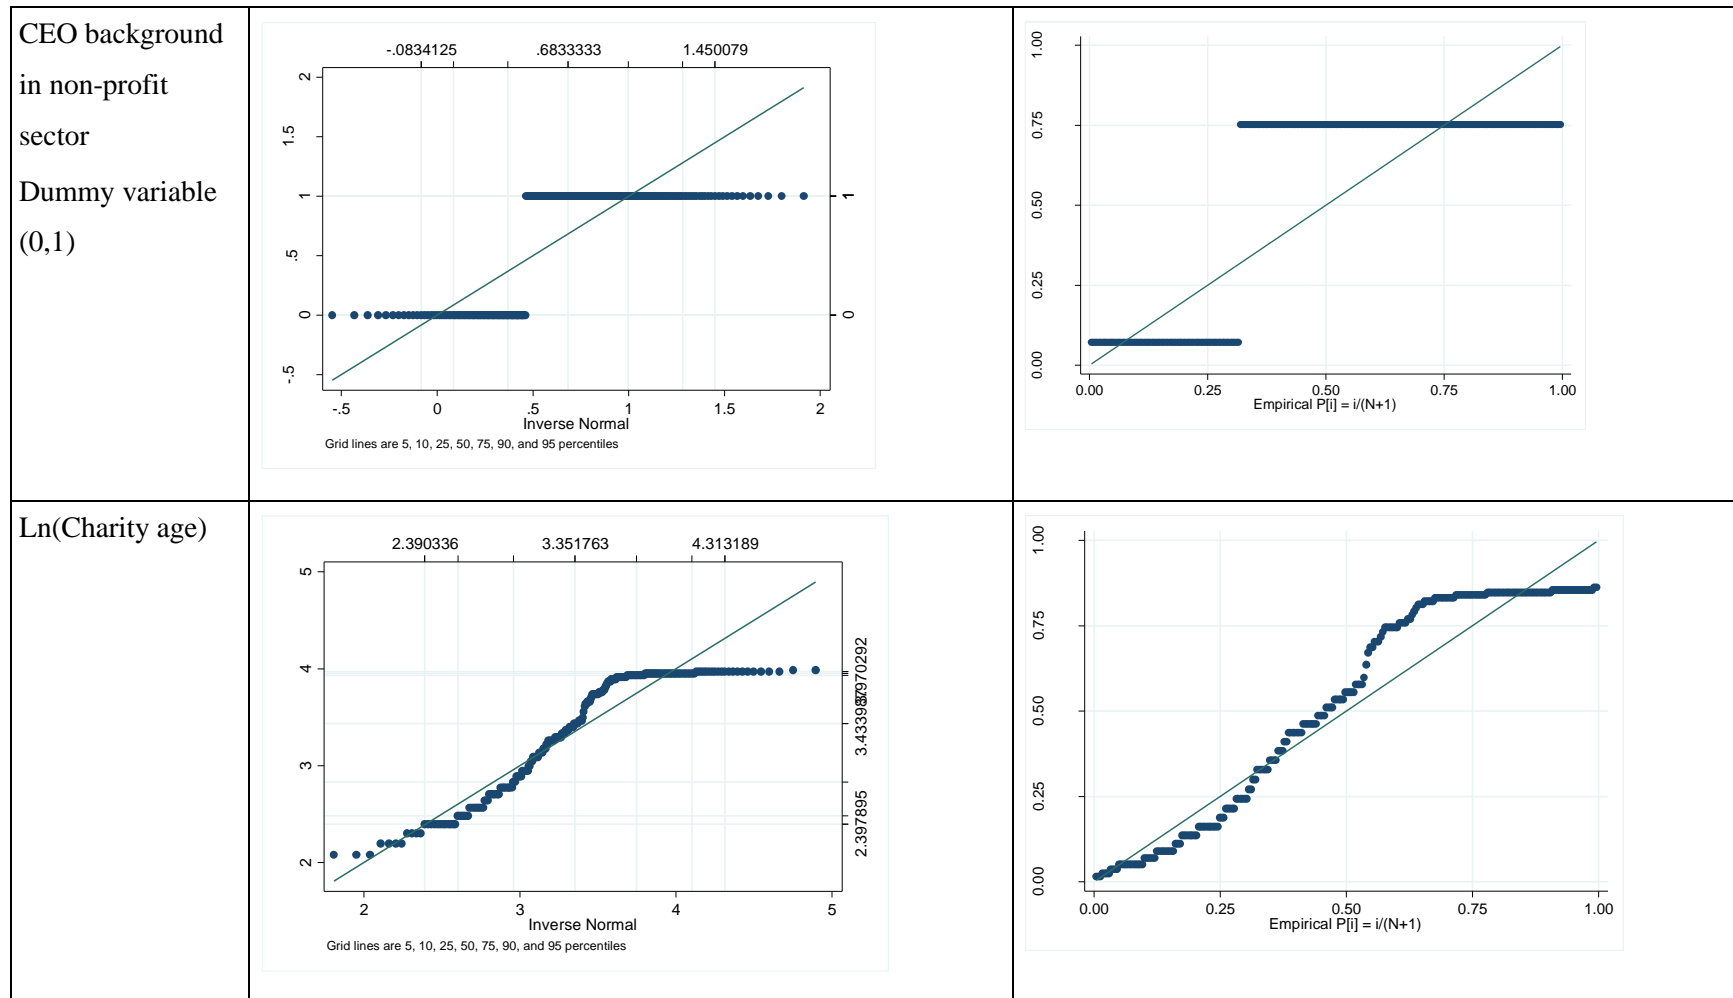 CEO background
in non-profit
sector
Dummy variable
(0,1)
-.0834125 .6833333 1.450079
2
1.5
1
.5
0
-.5
1
0
-.5 0 .5 1 1.5 2
Inverse Normal
Grid lines are 5, 10, 25, 50, 75, 90, and 95 percentiles
1.00
0.75
0.50
0.25
0.00
0.00 0.25 0.50 0.75 1.00
Empirical P[i] = i/(N+1)
Ln(Charity age)
2.390336 3.351763 4.313189
5
4
3
2
2.397895
2 3 4 5
Inverse Normal
Grid lines are 5, 10, 25, 50, 75, 90, and 95 percentiles
1.00
0.75
0.50
0.25
0.00
0.00 0.25 0.50 0.75 1.00
Empirical P[i] = i/(N+1)